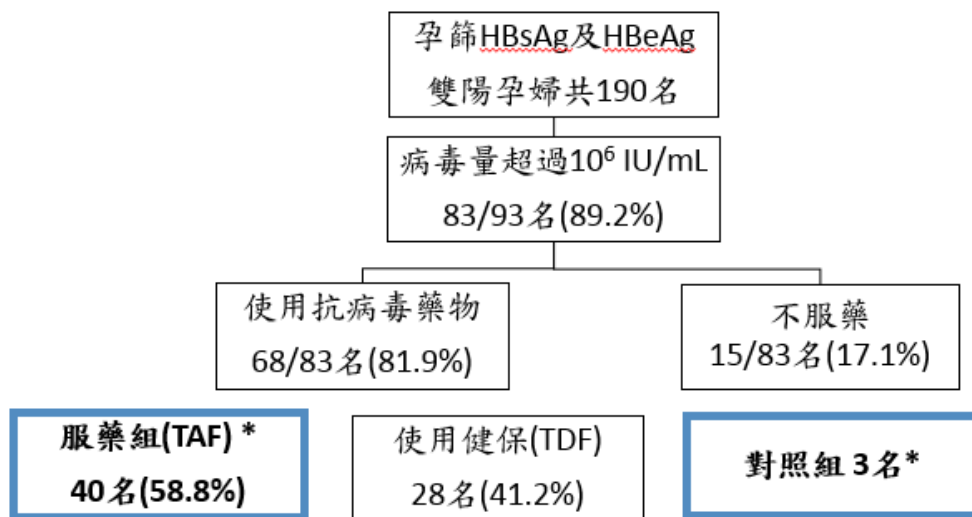 孕篩HBsAg及HBeAg
雙陽孕婦共190名
病毒量超過10⁶ IU/mL
83/93名(89.2%)
使用抗病毒藥物
68/83名(81.9%)
不服藥
15/83名(17.1%)
服藥組(TAF) *
40名(58.8%)
使用健保(TDF)
28名(41.2%)
對照組 3名*